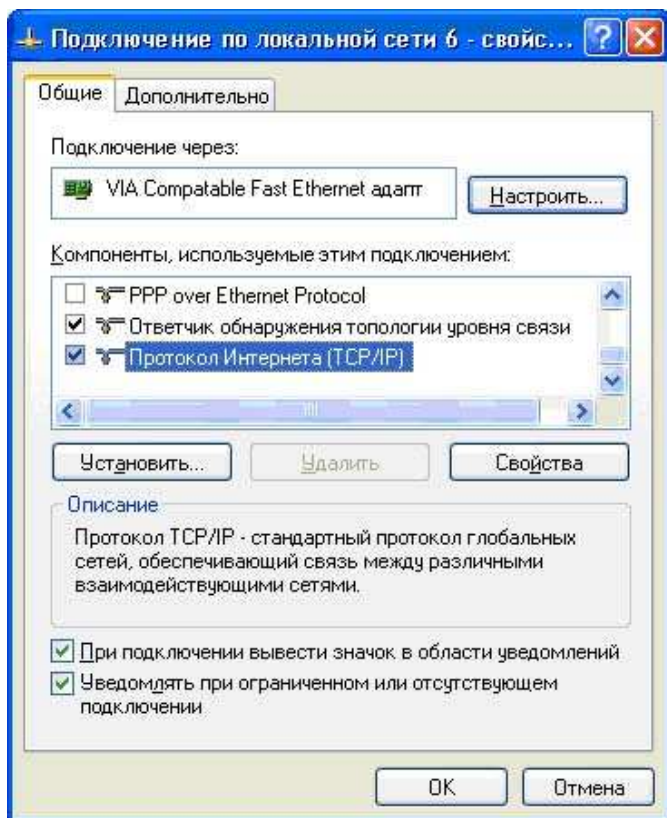 Подключение по локальной сети 6 - свойс...
Общие
Дополнительно
Подключение через:
VIA Compatable Fast Ethernet адапт
Настроить...
Компоненты, используемые этим подключением:
PPP over Ethernet Protocol
Ответчик обнаружения топологии уровня связи
Протокол Интернета (TCP/IP)
Установить...
Удалить
Свойства
Описание
Протокол TCP/IP - стандартный протокол глобальных
сетей, обеспечивающий связь между различными
взаимодействующими сетями.
При подключении вывести значок в области уведомлений
Уведомлять при ограниченном или отсутствующем
подключении
OK
Отмена